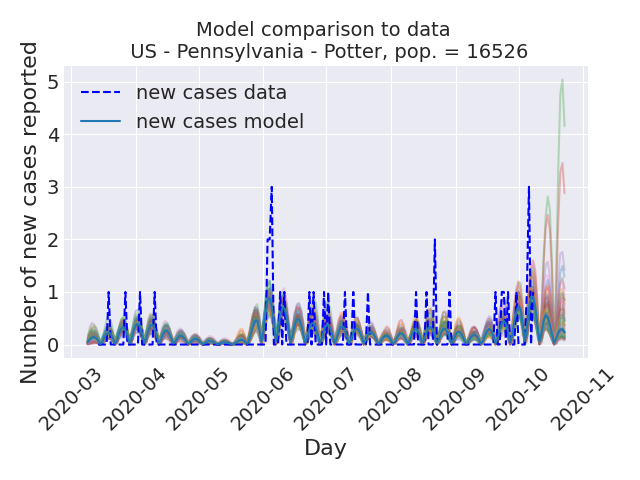 Model comparison to data
US - Pennsylvania - Potter, pop. = 16526
Number of new cases reported
5
4
3
2
1
0
new cases data
new cases model
2020-03
2020-04
2020-05
2020-06
2020-07
2020-08
2020-09
2020-10
2020-11
Day